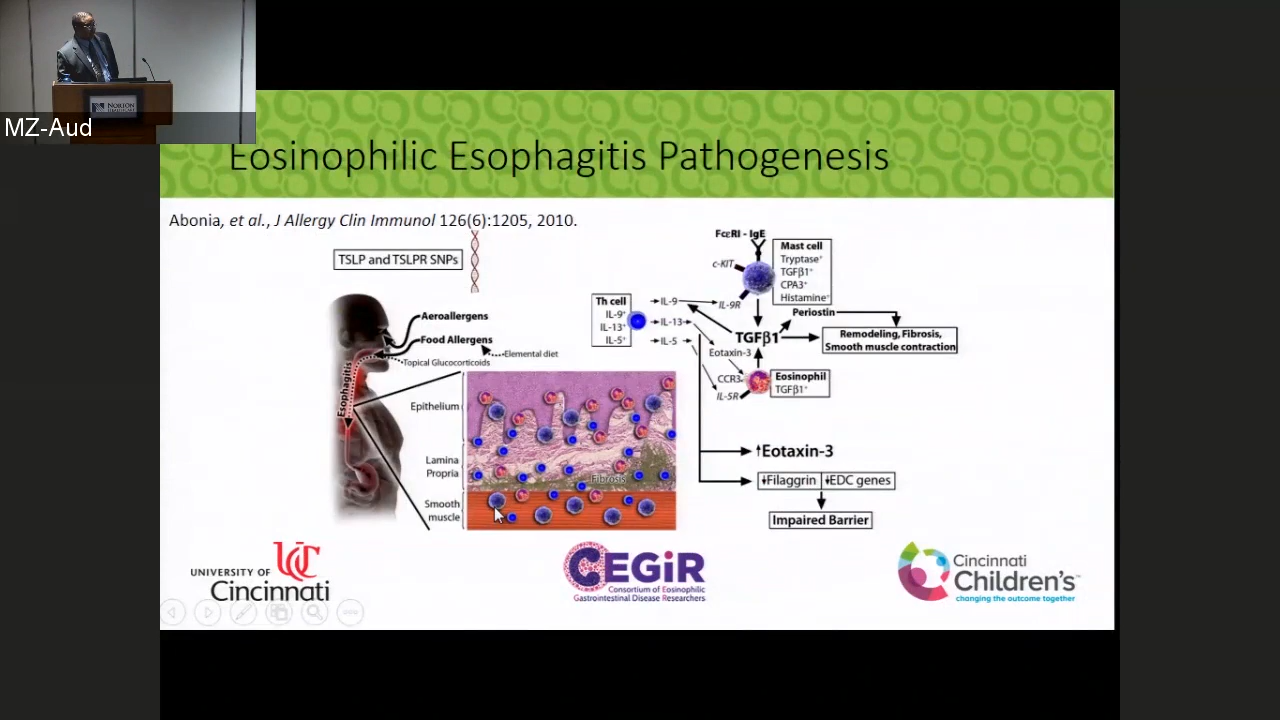 NORTON
MZ-Aud
Eosinophilic Esophagitis Pathogenesis
Abonia, et al., J Allergy Clin Immunol 126(6):1205, 2010.
TSLP and TSLPR SNPs
Aeroallergens
Food Allergens
Elemental diet
Topical Glucocorticoids
Esophagitis
Epithelium
Lamina
Propria
Smooth
muscle
Fibrosis
FcεRI - IgE
c-KIT
IL-9R
Mast cell
Tryptase⁺
TGFβ1⁺
CPA3⁺
Histamine⁺
Th cell
IL-9⁺
IL-13⁺
IL-5⁺
IL-9
IL-13
IL-5
TGFβ1
Periostin
Remodeling, Fibrosis,
Smooth muscle contraction
Eotaxin-3
CCR3
IL-5R
Eosinophil
TGFβ1⁺
↑Eotaxin-3
↓Filaggrin
↓EDC genes
Impaired Barrier
UNIVERSITY OF
Cincinnati
UC
CEGiR
Consortium of Eosinophilic
Gastrointestinal Disease Researchers
Cincinnati
Children's™
changing the outcome together